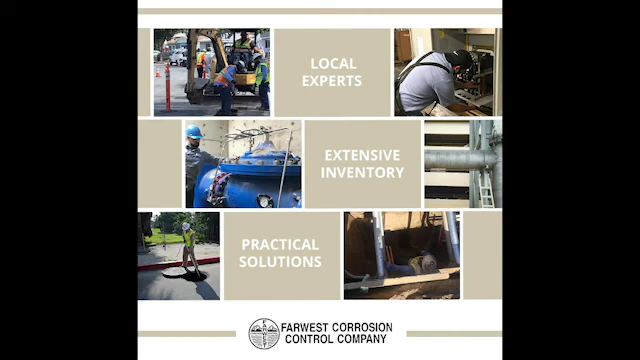 LOCAL
EXPERTS
EXTENSIVE
INVENTORY
PRACTICAL
SOLUTIONS
FARWEST CORROSION
CONTROL COMPANY